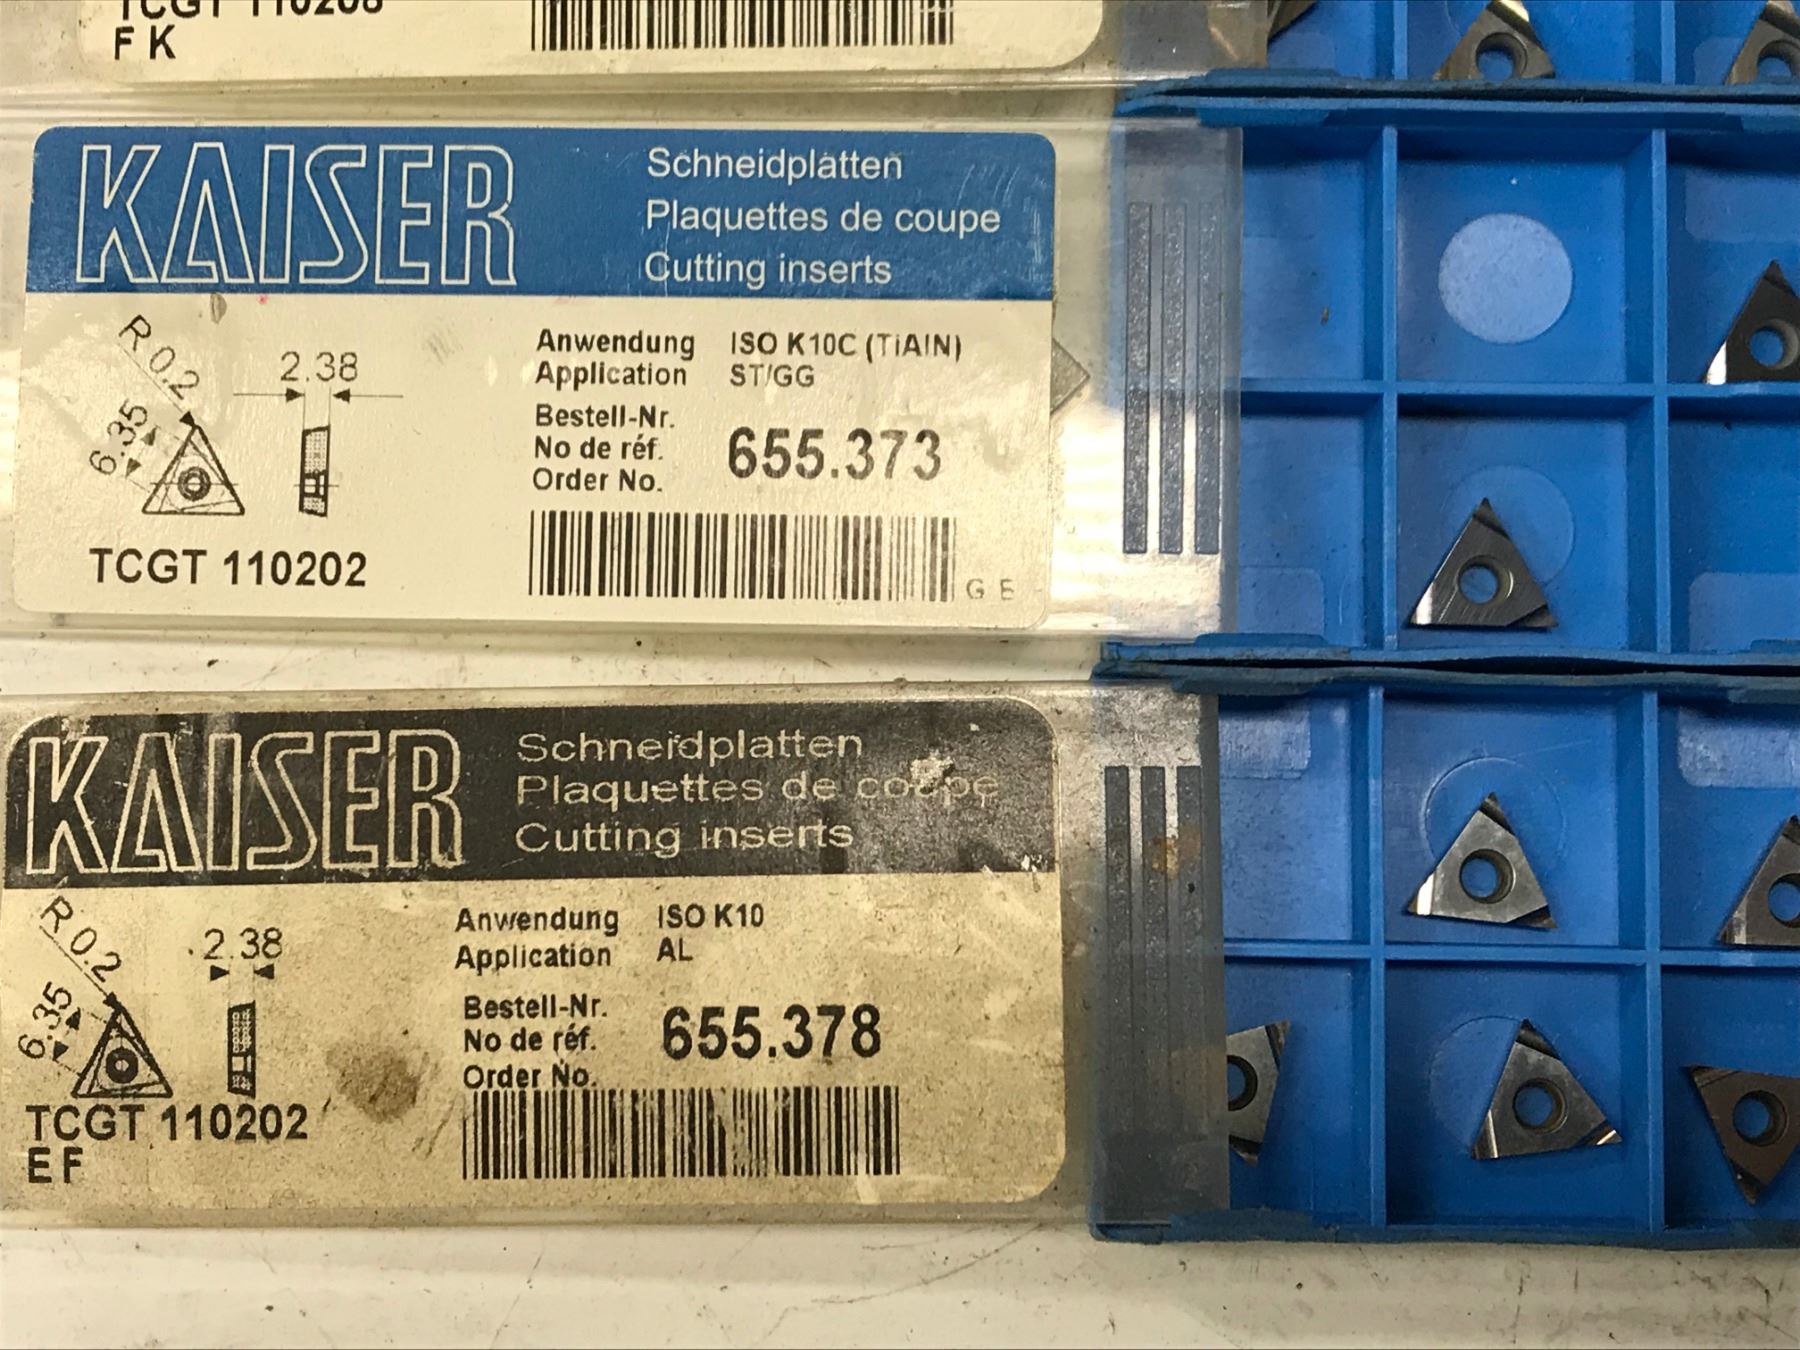 TCGT 110208
F K
KAISER
Schneidplatten
Plaquettes de coupe
Cutting inserts
R 0.2
2.38
6.35
Anwendung ISO K10C (TiAlN)
Application ST/GG
Bestell-Nr.
No de réf. 655.373
Order No.
TCGT 110202
G E
KAISER
Schneidplatten
Plaquettes de coupe
Cutting inserts
R 0.2
2.38
6.35
Anwendung ISO K10
Application AL
Bestell-Nr.
No de réf. 655.378
Order No.
TCGT 110202
E F